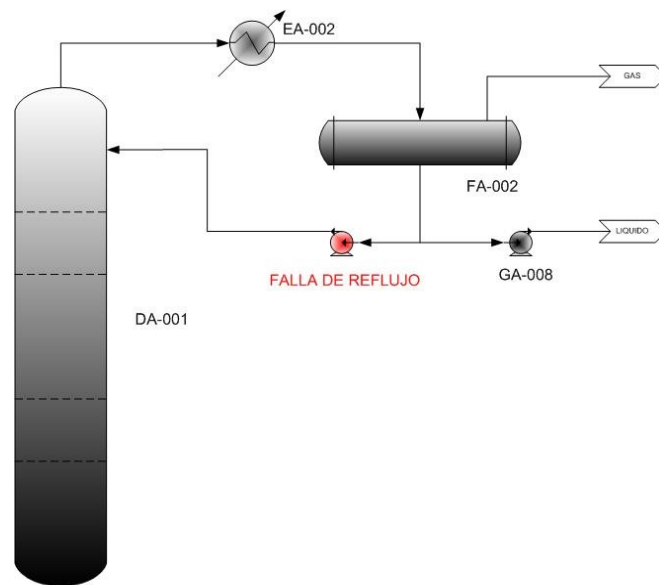 EA-002
GAS
FA-002
LIQUIDO
FALLA DE REFLUJO
GA-008
DA-001